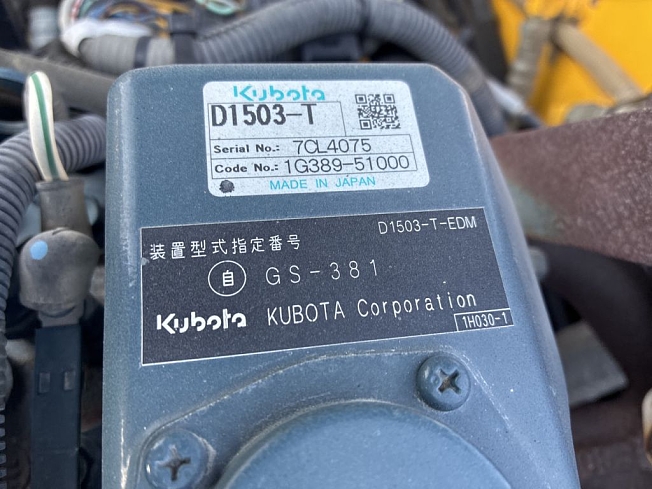 Kubota
D1503-T
Serial No.: 7CL4075
Code No.: 1G389-51000
MADE IN JAPAN
D1503-T-EDM
装置型式指定番号
自 GS-381
Kubota KUBOTA Corporation
1H030-1